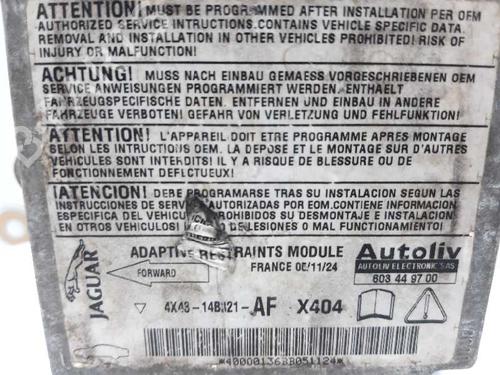 ATTENTION! MUST BE PROGRAMMED AFTER INSTALLATION PER OEM
AUTHORIZED SERVICE INTRUCTIONS.CONTAINS VEHICLE SPECIFIC DATA.
REMOVAL AND INSTALLATION IN OTHER VEHICLES PROHIBITED! RISK OF
INJURY OR MALFUNCTION!
ACHTUNG! MUSS NACH EINBAU GEMAESS VORGESCHRIEBENEN OEM
SERVICE ANWEISUNGEN PROGRAMMIERT WERDEN. ENTHAELT
FAHRZEUGSPECIFISCHE DATEN. ENTFERNEN UND EINBAU IN ANDERE
FAHRZEUGE VERBOTEN! GEFAHR VON VERLETZUNG UND FEHLFUNKTION!
ATTENTION! L'APPAREIL DOIT ETRE PROGRAMME APRES MONTAGE
SELON LES INTRUCTIONS OEM. LA DEPOSE ET LE MONTAGE SUR D'AUTRES
VEHICULES SONT INTERDITS! IL Y A RISQUE DE BLESSURE OU DE
FONCTIONNEMENT DEFLCTUEUX!
¡ATENCION! DEBE PROGRAMARSE TRAS SU INSTALACION SEGUN LAS
INSTRUCCIONES DE SERVICIO AUTORIZADAS POR EOM.CONTIENE INFORMACION
ESPECIFICA DEL VEHICULO PROHIBIDOS SU DESMONTAJE E INSTALACION
EN OTROS VEHICULOS! DE LESIONES O MAL FUNCIONAMIENTO!
JAGUAR
FORWARD
ADAPTIVE RESTRAINTS MODULE
FRANCE 05/11/24
Autoliv
AUTOLIV ELECTRONIC SAS
603 44 97 00
4X43-14B321-AF X404
*40000136BB051124*